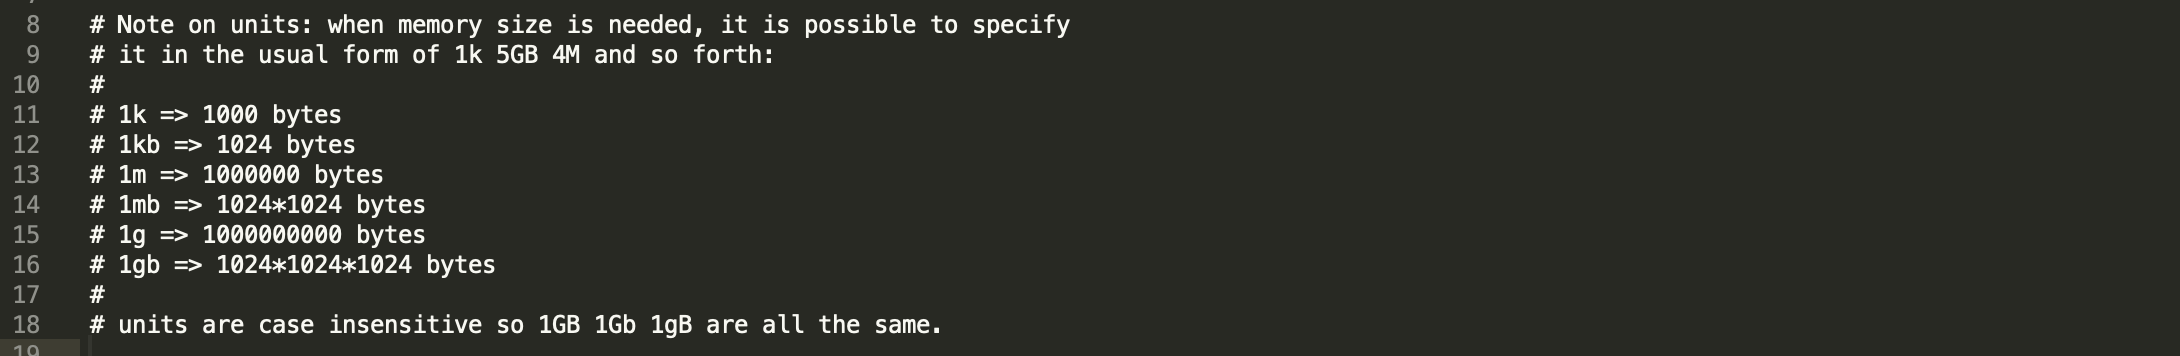 8 # Note on units: when memory size is needed, it is possible to specify
9 # it in the usual form of 1k 5GB 4M and so forth:
10 #
11 # 1k => 1000 bytes
12 # 1kb => 1024 bytes
13 # 1m => 1000000 bytes
14 # 1mb => 1024*1024 bytes
15 # 1g => 1000000000 bytes
16 # 1gb => 1024*1024*1024 bytes
17 #
18 # units are case insensitive so 1GB 1Gb 1gB are all the same.
19